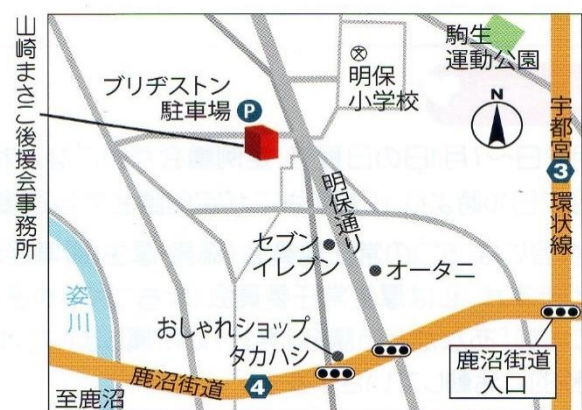 山崎まさこ後援会事務所
ブリヂストン
駐車場 P
明保
小学校
駒生
運動公園
N
宇都宮環状線
3
明保通り
セブン
イレブン
オータニ
姿川
おしゃれショップ
タカハシ
鹿沼街道
4
鹿沼街道
入口
至鹿沼